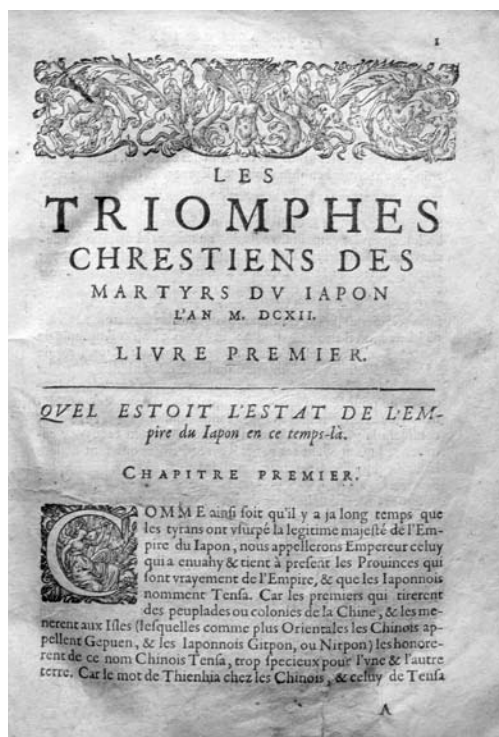 1
LES
TRIOMPHES
CHRESTIENS DES
MARTYRS DV IAPON
L'AN M. DCXII.
LIVRE PREMIER.
QVEL ESTOIT L'ESTAT DE L'EM-
pire du Iapon en ce temps-là.
CHAPITRE PREMIER.
COMME ainsi soit qu'il y a ja long temps que
les tyrans ont vsurpé la legitime majesté de l'Em-
pire du Iapon, nous appellerons Empereur celuy
qui a enuahy & tient à present les Prouinces qui
sont vrayement de l'Empire, & que les Iaponnois
nomment Tensa. Car les premiers qui tirerent
des peuplades ou colonies de la Chine, & les me-
nerent aux Isles (lesquelles comme plus Orientales les Chinois ap-
pellent Gepuen, & les Iaponnois Gitpon, ou Nitpon) les honore-
rent de ce nom Chinois Tensa, trop specieux pour l'vne & l'autre
terre. Car le mot de Thienhia chez les Chinois, & celuy de Tensa
A